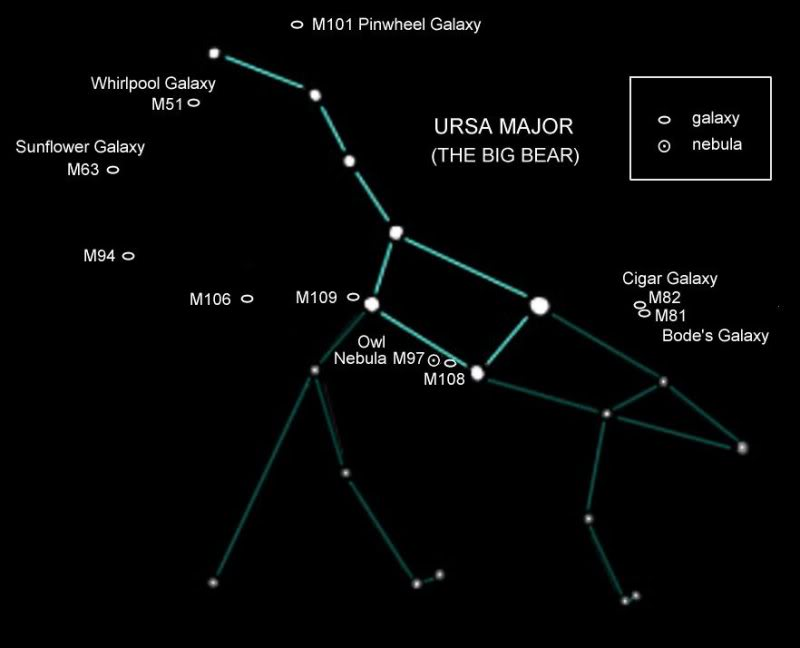 M101 Pinwheel Galaxy
Whirlpool Galaxy
M51
URSA MAJOR
(THE BIG BEAR)
galaxy
nebula
Sunflower Galaxy
M63
M94
M106
M109
Cigar Galaxy
M82
M81
Bode's Galaxy
Owl
Nebula M97
M108